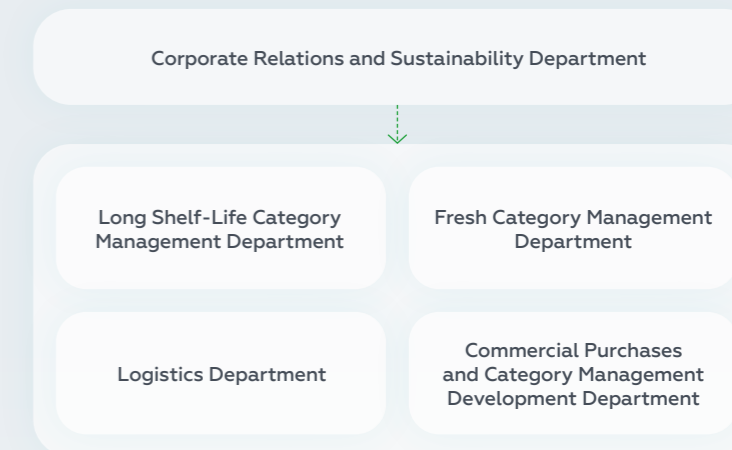 Corporate Relations and Sustainability Department
Long Shelf-Life Category
Management Department
Fresh Category Management
Department
Logistics Department
Commercial Purchases
and Category Management
Development Department